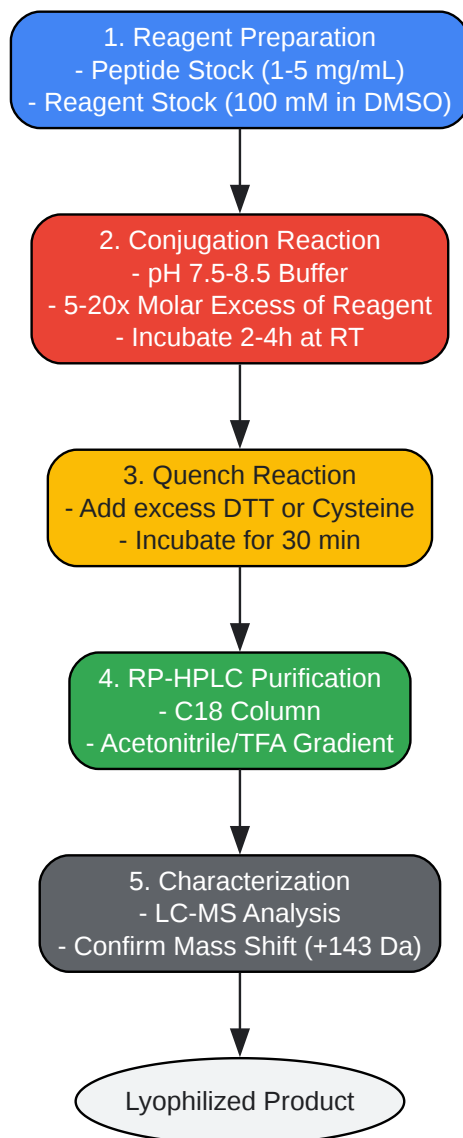 1. Reagent Preparation
- Peptide Stock (1-5 mg/mL)
- Reagent Stock (100 mM in DMSO)
2. Conjugation Reaction
- pH 7.5-8.5 Buffer
- 5-20x Molar Excess of Reagent
- Incubate 2-4h at RT
3. Quench Reaction
- Add excess DTT or Cysteine
- Incubate for 30 min
4. RP-HPLC Purification
- C18 Column
- Acetonitrile/TFA Gradient
5. Characterization
- LC-MS Analysis
- Confirm Mass Shift (+143 Da)
Lyophilized Product